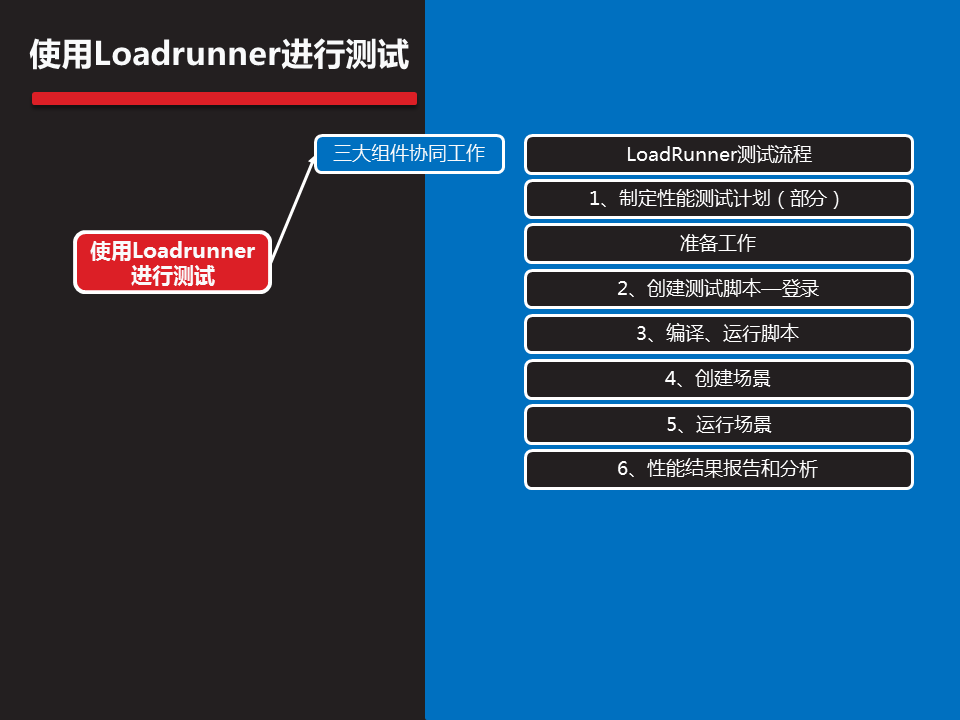 使用Loadrunner进行测试
三大组件协同工作
使用Loadrunner
进行测试
LoadRunner测试流程
1、制定性能测试计划（部分）
准备工作
2、创建测试脚本—登录
3、编译、运行脚本
4、创建场景
5、运行场景
6、性能结果报告和分析